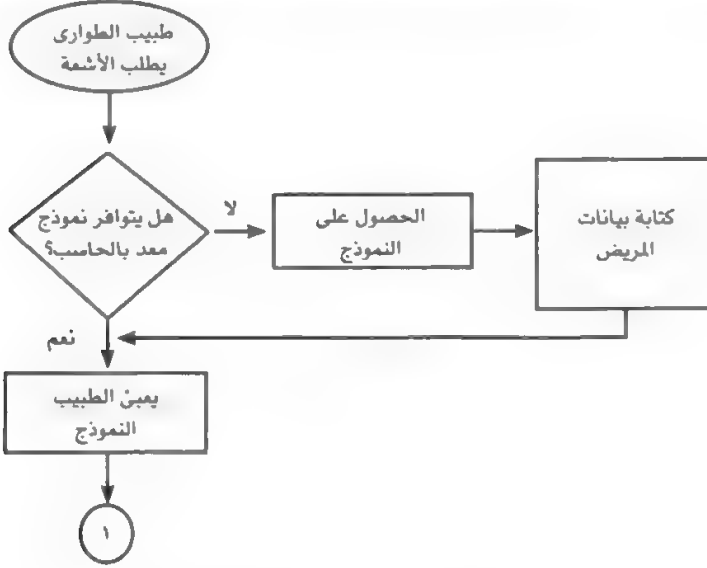 طبيب الطوارى
يطلب الأشعة
هل يتوافر نموذج
معد بالحاسب؟
لا
الحصول على
النموذج
كتابة بيانات
المريض
نعم
يعبئ الطبيب
النموذج
١